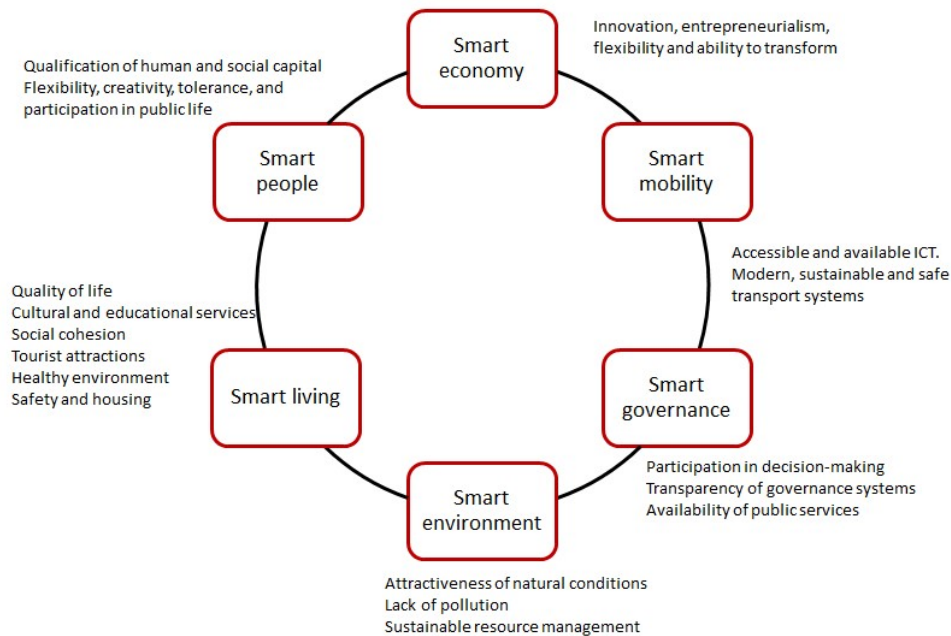 Smart
economy
Innovation, entrepreneurialism,
flexibility and ability to transform
Smart
mobility
Accessible and available ICT.
Modern, sustainable and safe
transport systems
Smart
governance
Participation in decision-making
Transparency of governance systems
Availability of public services
Smart
environment
Attractiveness of natural conditions
Lack of pollution
Sustainable resource management
Smart living
Quality of life
Cultural and educational services
Social cohesion
Tourist attractions
Healthy environment
Safety and housing
Smart
people
Qualification of human and social capital
Flexibility, creativity, tolerance, and
participation in public life